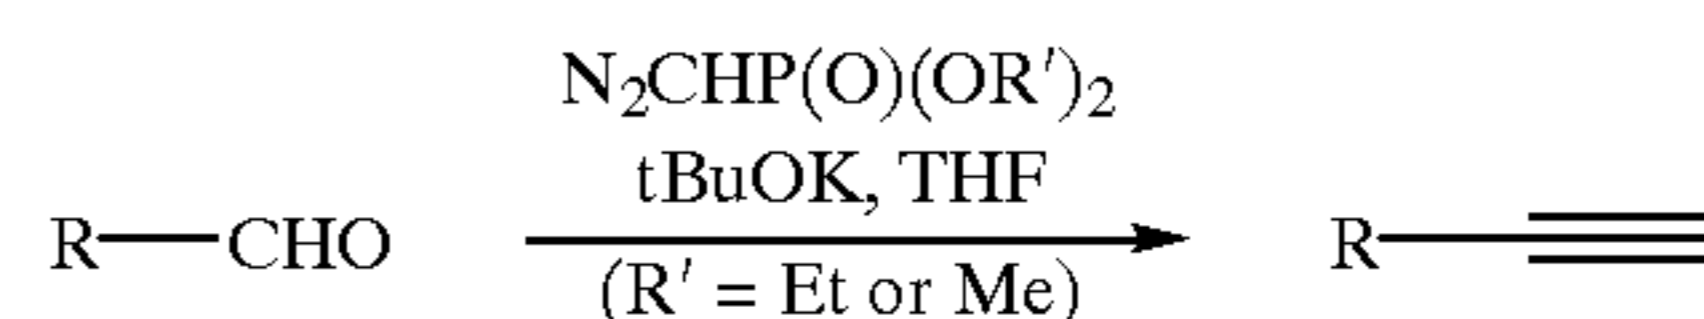 N₂CHP(O)(OR′)₂
tBuOK, THF
R—CHO
R
(R′ = Et or Me)